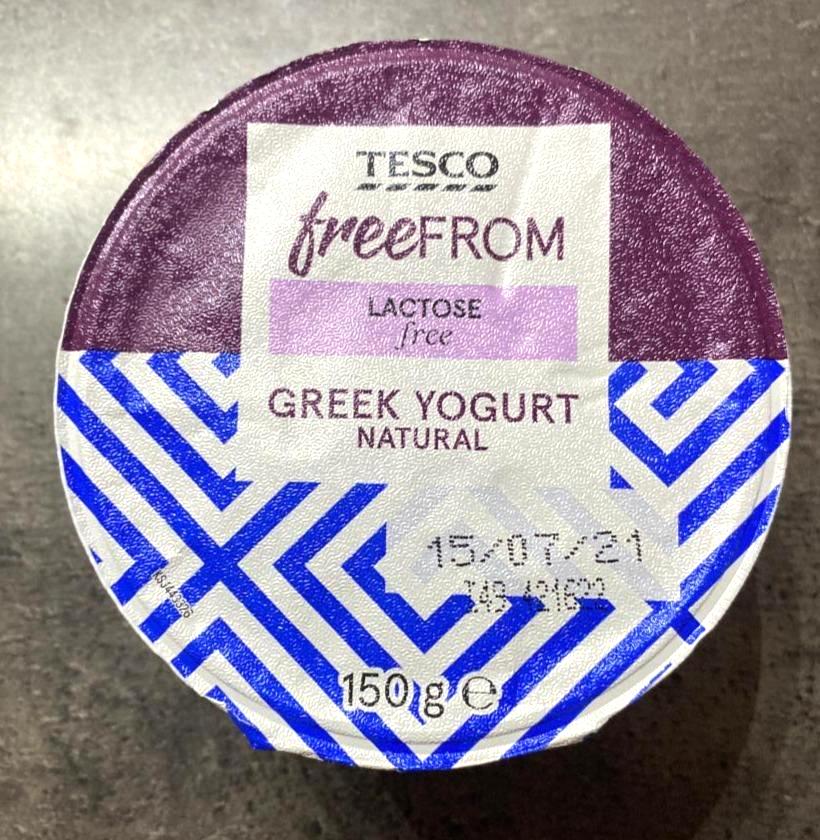 TESCO
freeFROM
LACTOSE
free
GREEK YOGURT
NATURAL
15/07/21
150 g ℮